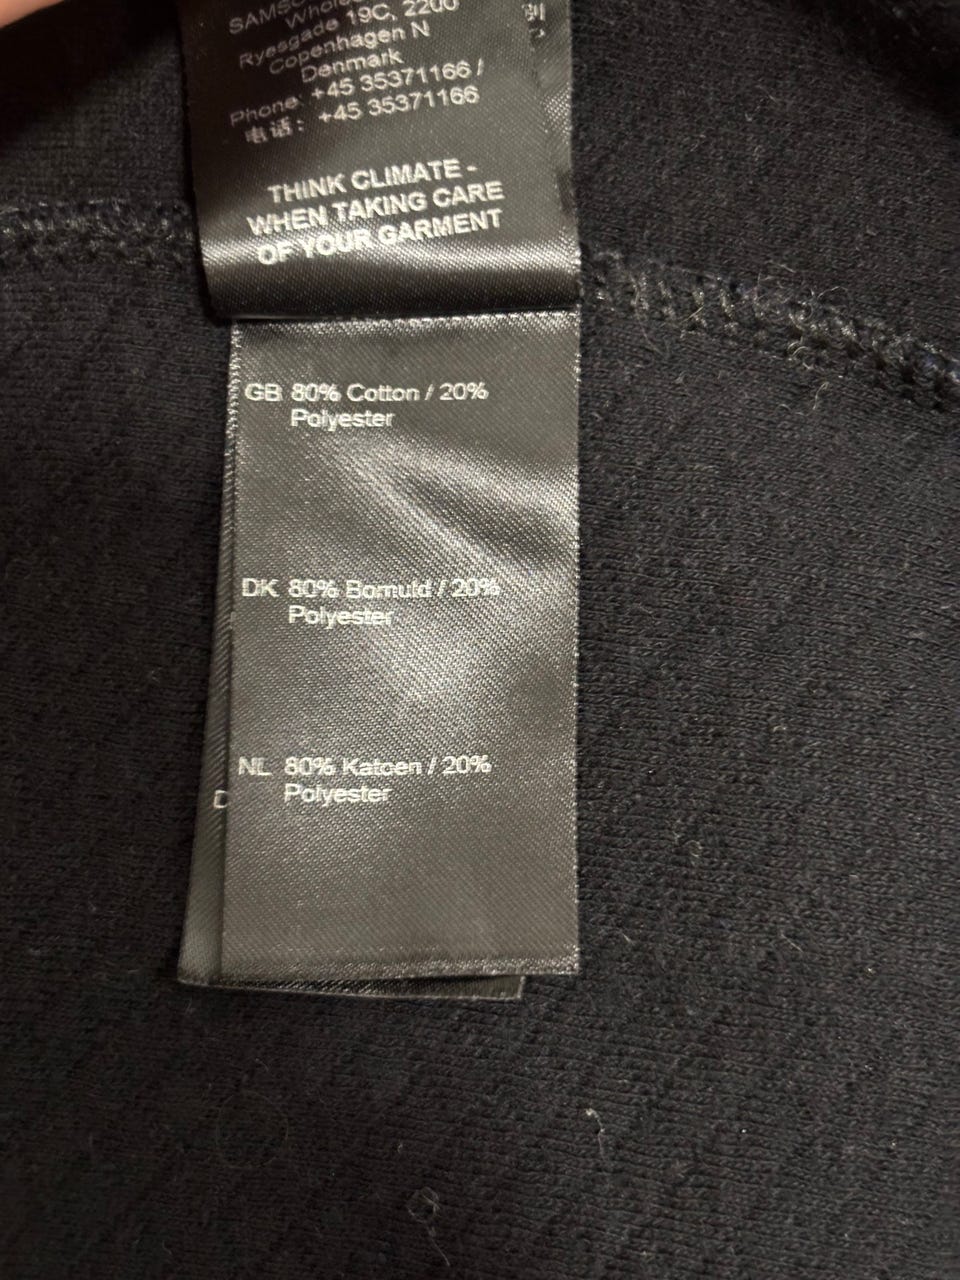 Ryesgade 19C, 2200
Copenhagen N
Denmark
Phone: +45 35371166 /
电话: +45 35371166
THINK CLIMATE -
WHEN TAKING CARE
OF YOUR GARMENT
GB 80% Cotton / 20%
Polyester
DK 80% Bomuld / 20%
Polyester
NL 80% Katoen / 20%
Polyester
D